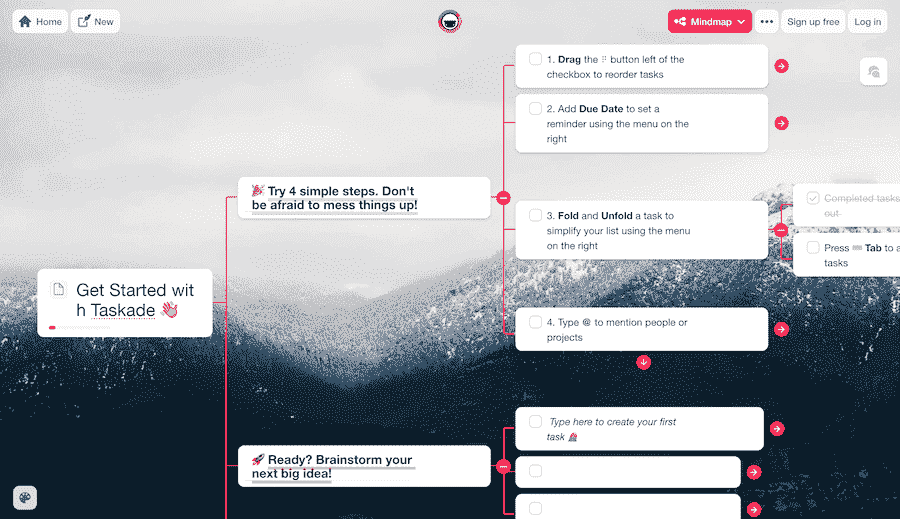 Home
New
Mindmap
Sign up free
Log in
1. Drag the ⠿ button left of the
checkbox to reorder tasks
2. Add Due Date to set a
reminder using the menu on the
right
🎉 Try 4 simple steps. Don't
be afraid to mess things up!
3. Fold and Unfold a task to
simplify your list using the menu
on the right
Completed tasks
out
Press ⌨️ Tab to a
tasks
Get Started wit
h Taskade 👋
4. Type @ to mention people or
projects
Type here to create your first
task
🚀 Ready? Brainstorm your
next big idea!